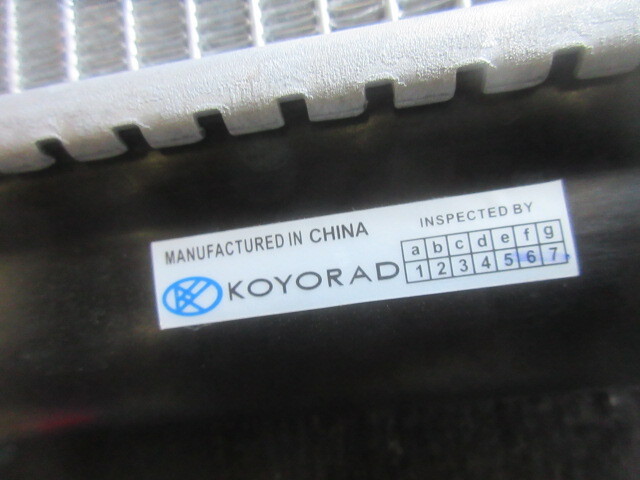 MANUFACTURED IN CHINA
KOYORAD
INSPECTED BY
a b c d e f g
1 2 3 4 5 6 7